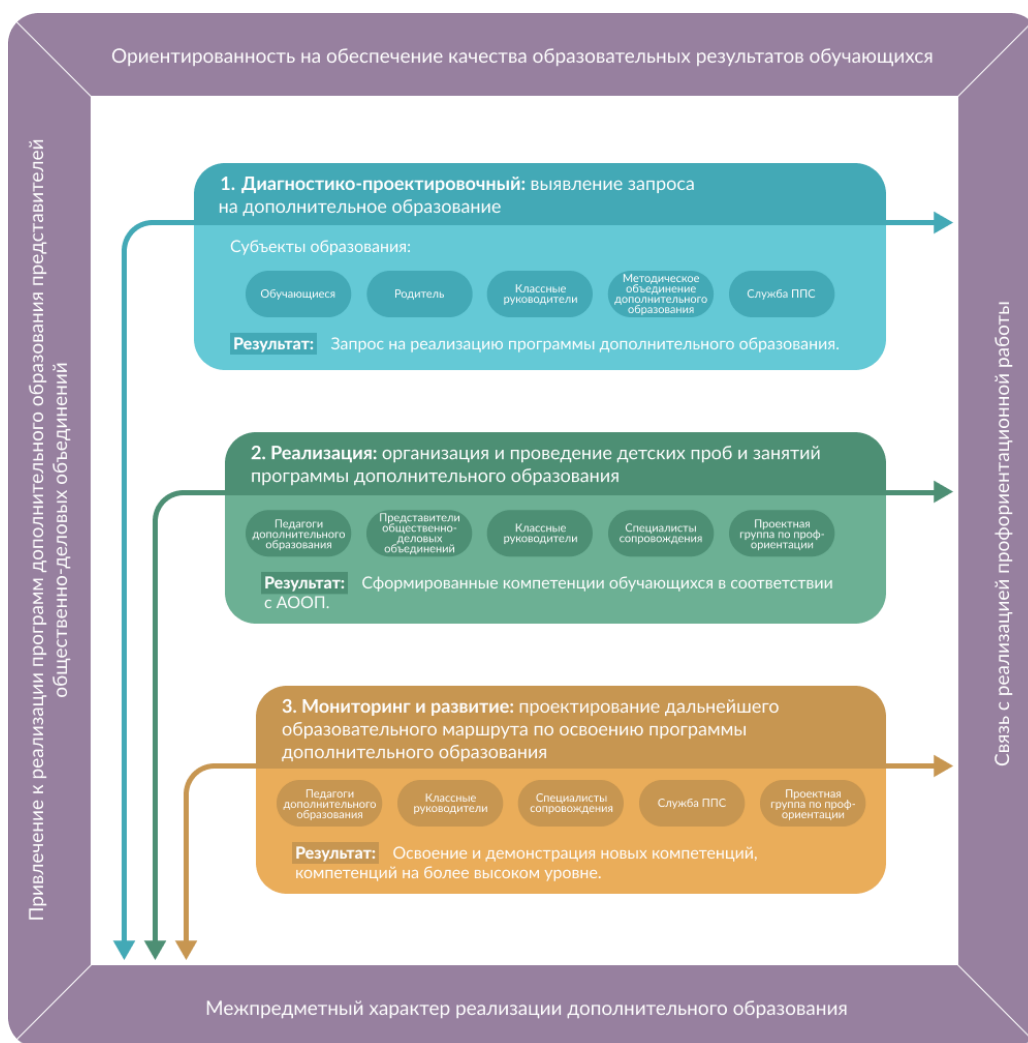 Ориентированность на обеспечение качества образовательных результатов обучающихся
Привлечение к реализации программ дополнительного образования представителей
общественно-деловых объединений
1. Диагностико-проектировочный: выявление запроса
на дополнительное образование
Субъекты образования:
Обучающиеся
Родитель
Классные
руководители
Методическое
объединение
дополнительного
образования
Служба ППС
Результат: Запрос на реализацию программы дополнительного образования.
2. Реализация: организация и проведение детских проб и занятий
программы дополнительного образования
Педагоги
дополнительного
образования
Представители
общественно-
деловых
объединений
Классные
руководители
Специалисты
сопровождения
Проектная
группа по проф-
ориентации
Результат: Сформированные компетенции обучающихся в соответствии
с АООП.
3. Мониторинг и развитие: проектирование дальнейшего
образовательного маршрута по освоению программы
дополнительного образования
Педагоги
дополнительного
образования
Классные
руководители
Специалисты
сопровождения
Служба ППС
Проектная
группа по проф-
ориентации
Результат: Освоение и демонстрация новых компетенций,
компетенций на более высоком уровне.
Связь с реализацией профориентационной работы
Межпредметный характер реализации дополнительного образования